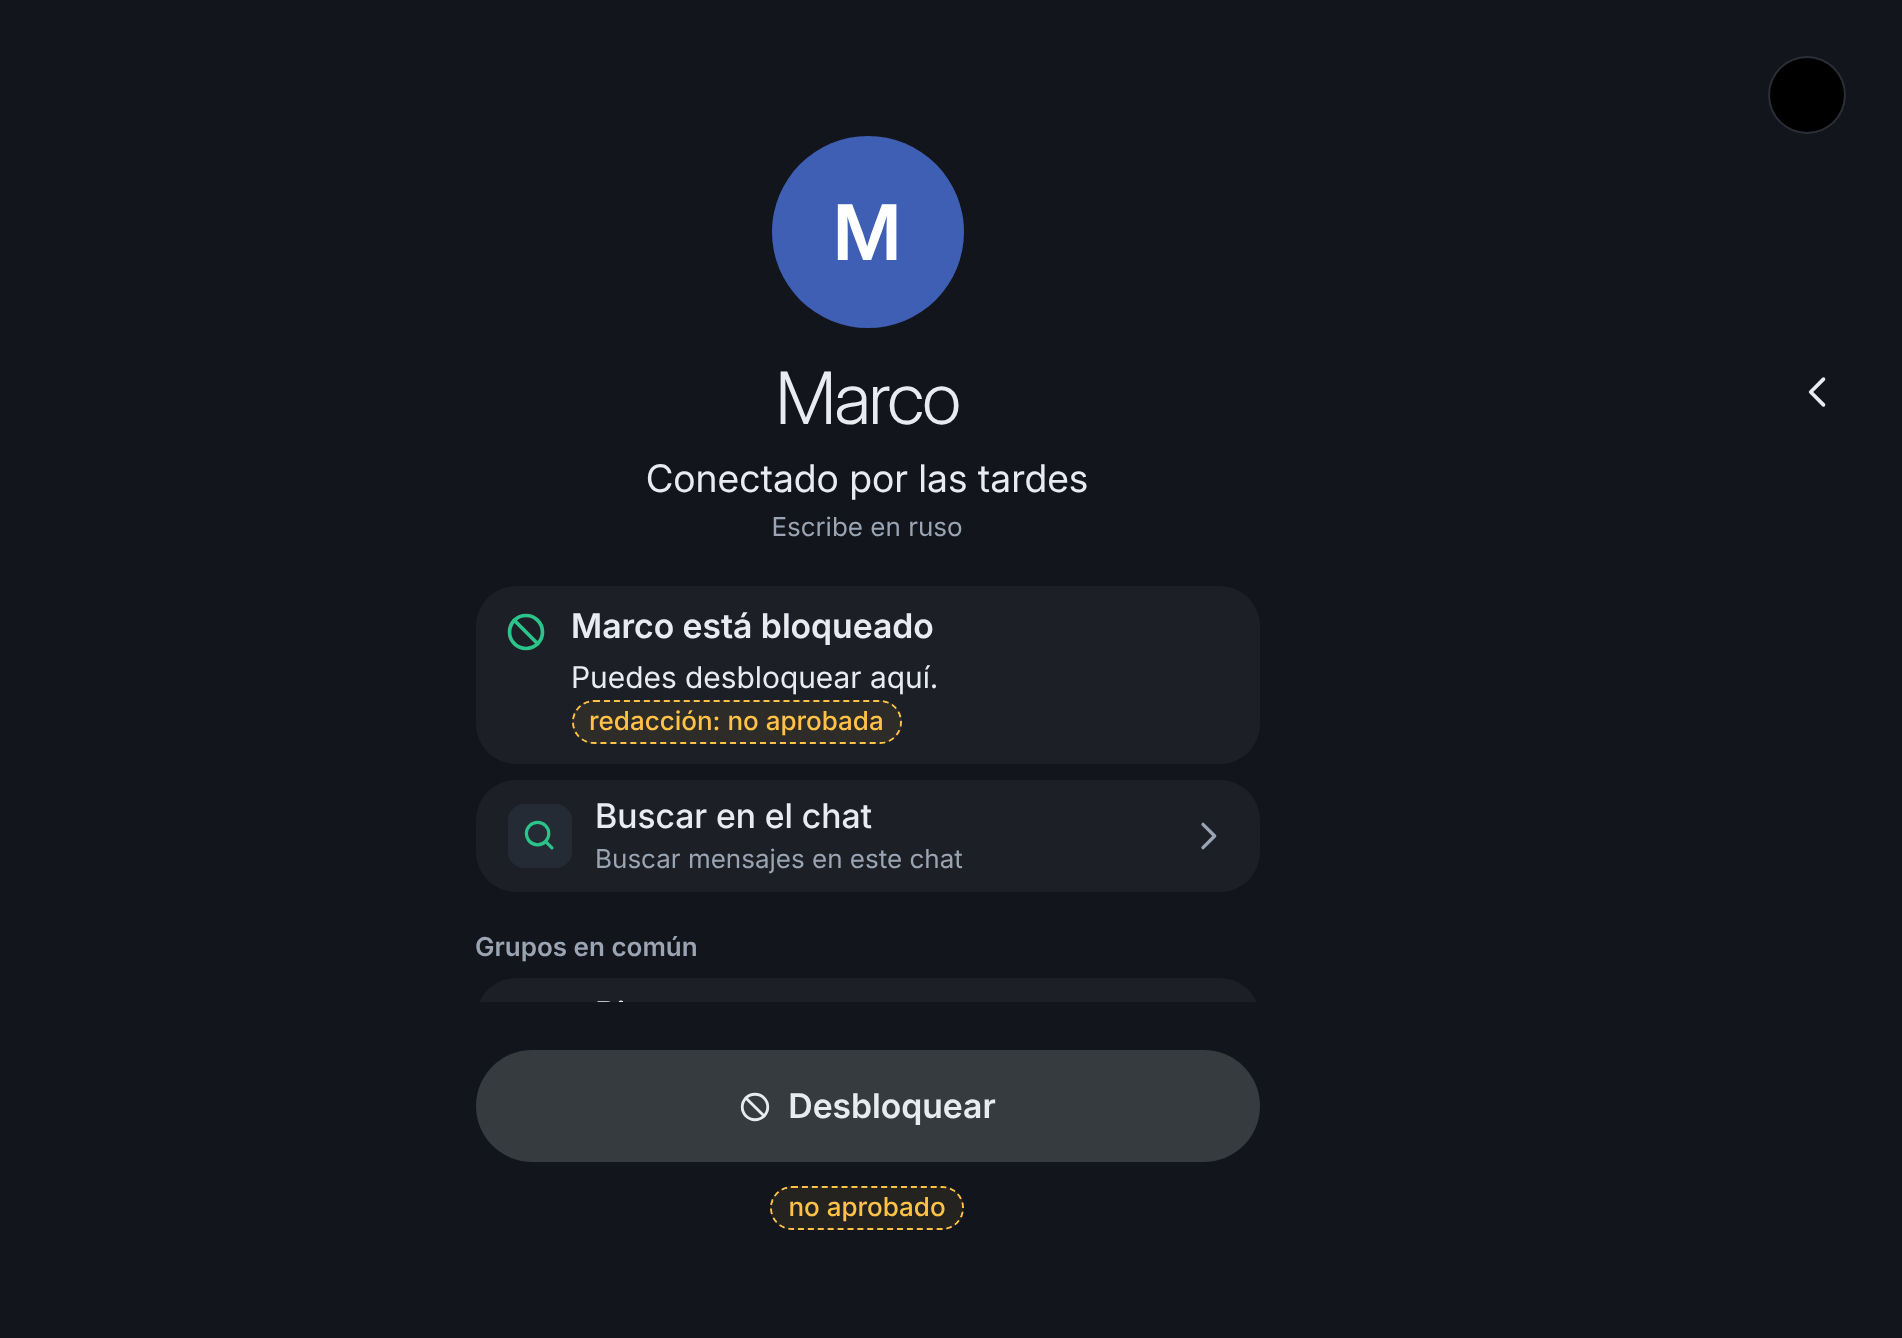 M
Marco
Conectado por las tardes
Escribe en ruso
Marco está bloqueado
Puedes desbloquear aquí.
redacción: no aprobada
Buscar en el chat
Buscar mensajes en este chat
Grupos en común
Desbloquear
no aprobado